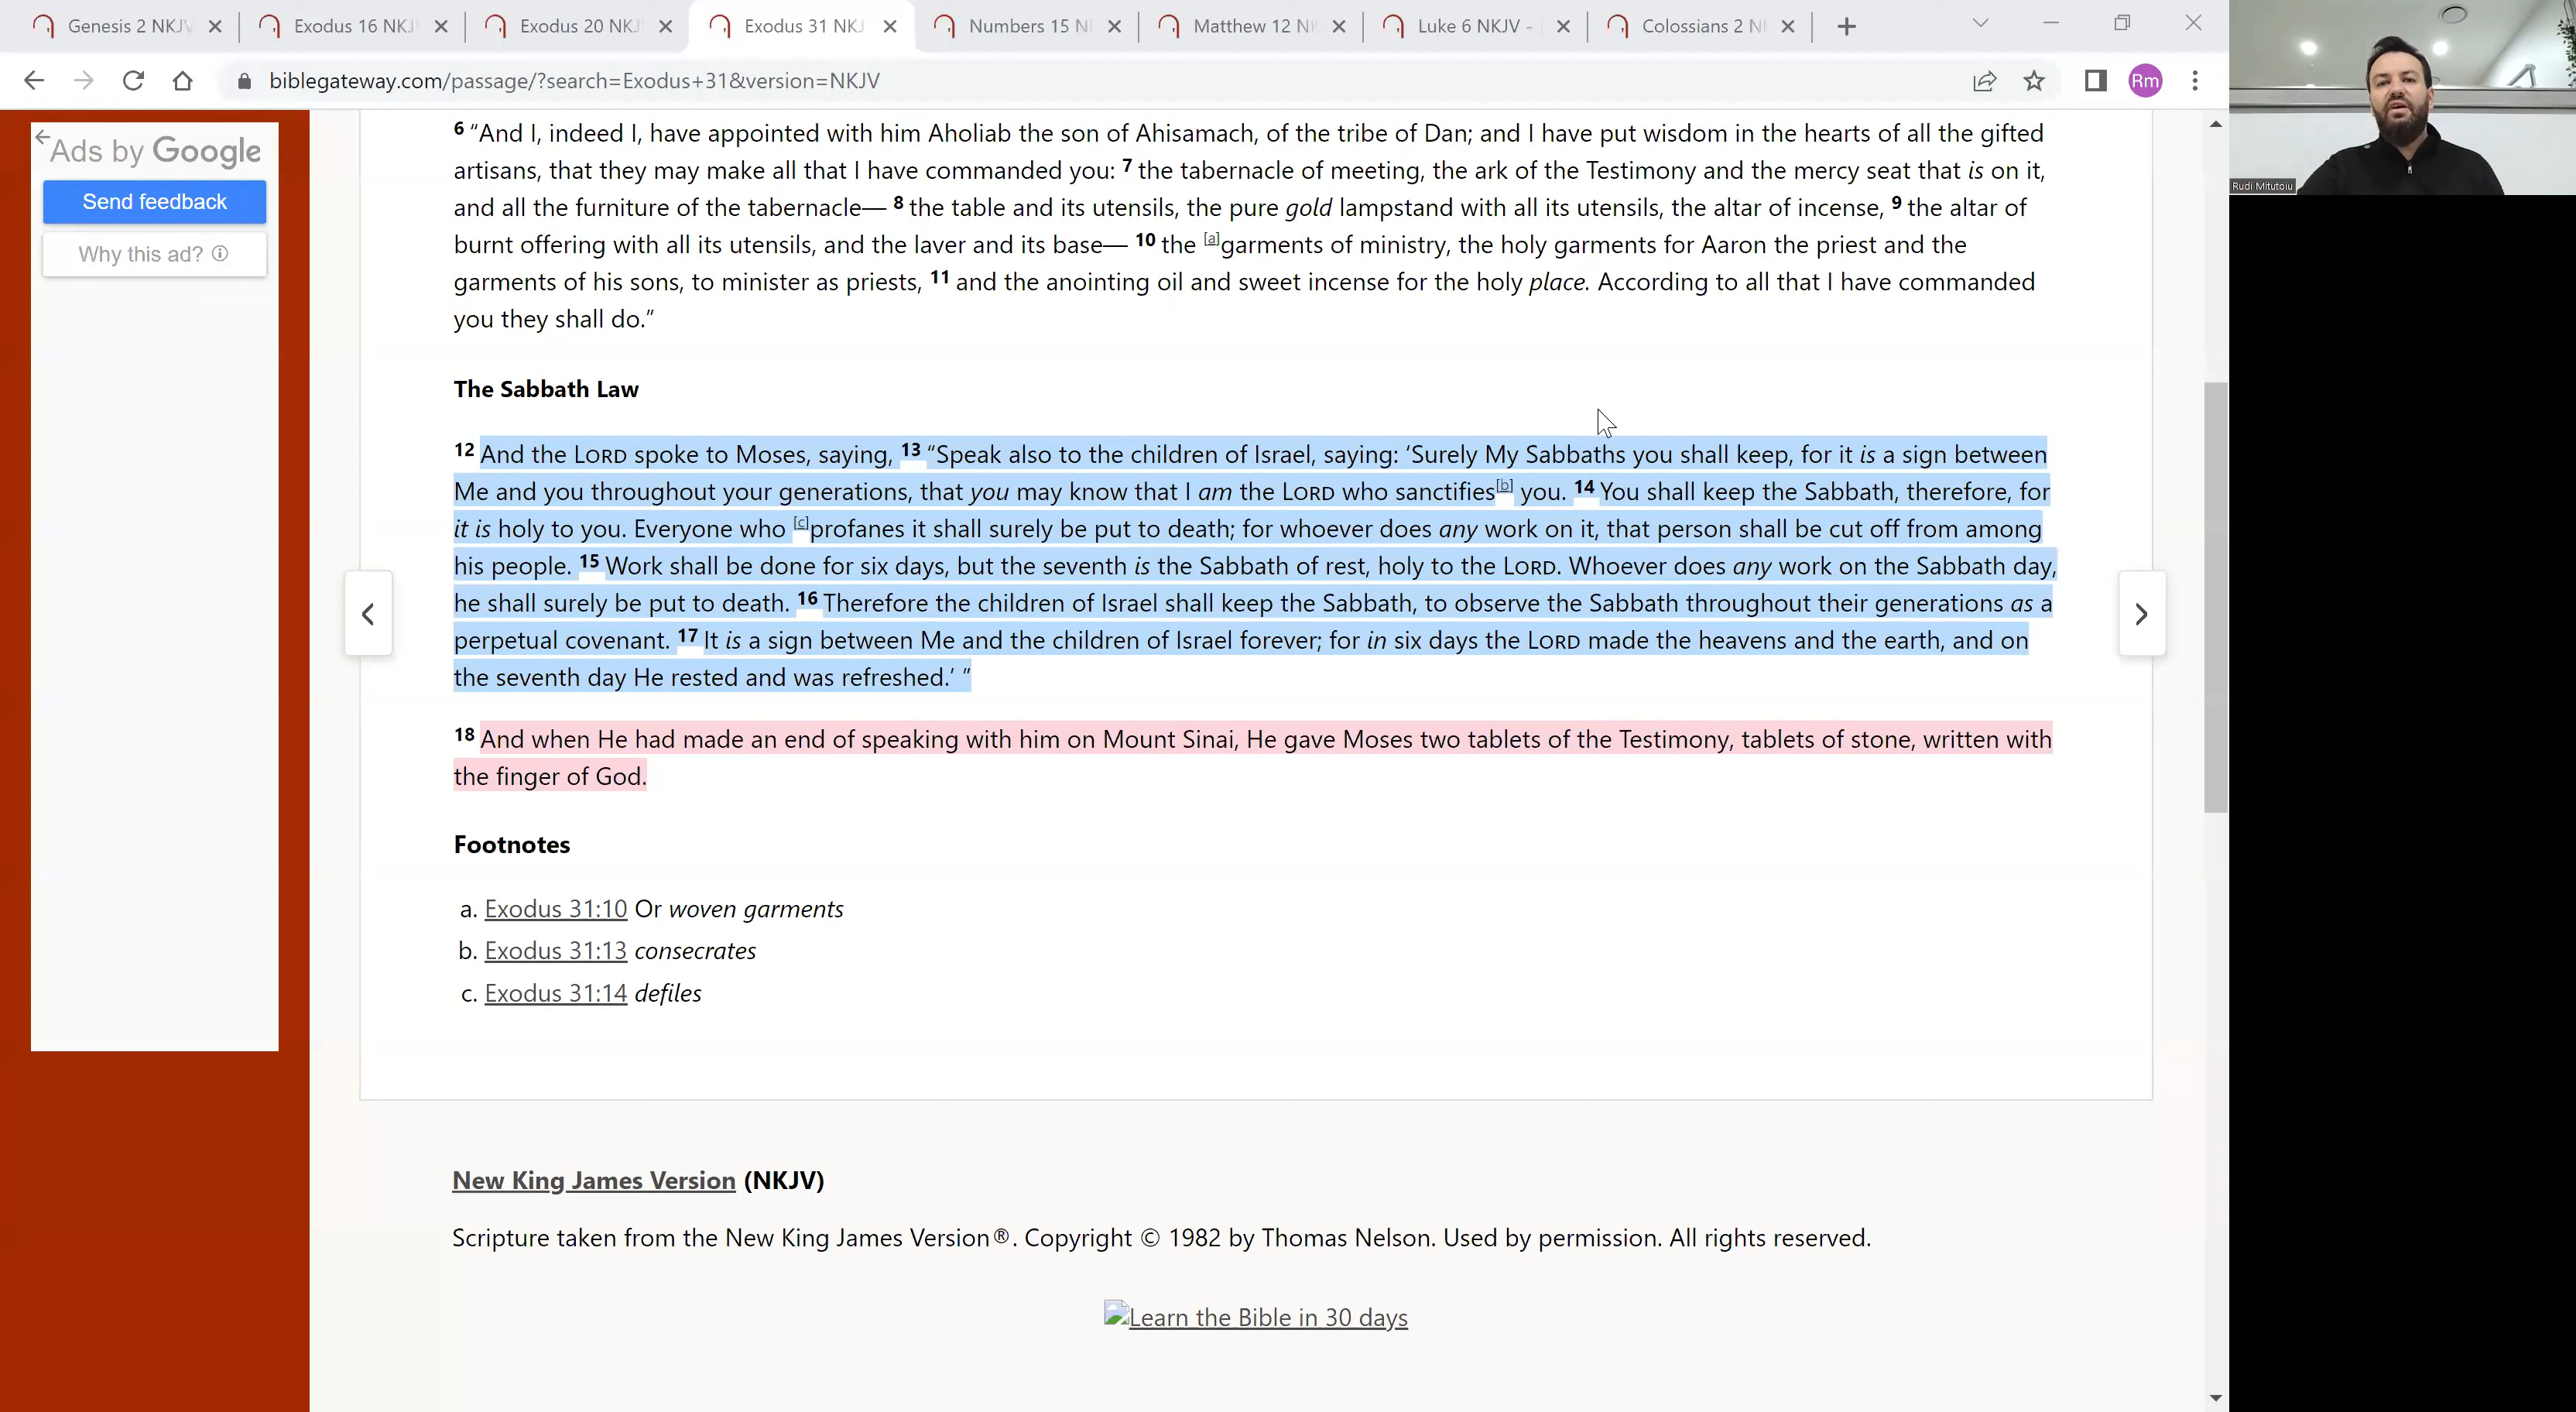 Genesis 2 NKJV
Exodus 16 NKJ
Exodus 20 NKJ
Exodus 31 NKJ
Numbers 15 N
Matthew 12 N
Luke 6 NKJV -
Colossians 2 N
biblegateway.com/passage/?search=Exodus+31&version=NKJV
Rm
Rudi Mitutoiu
Ads by Google
Send feedback
Why this ad?
6 “And I, indeed I, have appointed with him Aholiab the son of Ahisamach, of the tribe of Dan; and I have put wisdom in the hearts of all the gifted
artisans, that they may make all that I have commanded you: 7 the tabernacle of meeting, the ark of the Testimony and the mercy seat that is on it,
and all the furniture of the tabernacle— 8 the table and its utensils, the pure gold lampstand with all its utensils, the altar of incense, 9 the altar of
burnt offering with all its utensils, and the laver and its base— 10 the [a]garments of ministry, the holy garments for Aaron the priest and the
garments of his sons, to minister as priests, 11 and the anointing oil and sweet incense for the holy place. According to all that I have commanded
you they shall do.”
The Sabbath Law
12 And the LORD spoke to Moses, saying, 13 “Speak also to the children of Israel, saying: ‘Surely My Sabbaths you shall keep, for it is a sign between
Me and you throughout your generations, that you may know that I am the LORD who sanctifies[b] you. 14 You shall keep the Sabbath, therefore, for
it is holy to you. Everyone who [c]profanes it shall surely be put to death; for whoever does any work on it, that person shall be cut off from among
his people. 15 Work shall be done for six days, but the seventh is the Sabbath of rest, holy to the LORD. Whoever does any work on the Sabbath day,
he shall surely be put to death. 16 Therefore the children of Israel shall keep the Sabbath, to observe the Sabbath throughout their generations as a
perpetual covenant. 17 It is a sign between Me and the children of Israel forever; for in six days the LORD made the heavens and the earth, and on
the seventh day He rested and was refreshed.’ ”
18 And when He had made an end of speaking with him on Mount Sinai, He gave Moses two tablets of the Testimony, tablets of stone, written with
the finger of God.
Footnotes
a. Exodus 31:10 Or woven garments
b. Exodus 31:13 consecrates
c. Exodus 31:14 defiles
New King James Version (NKJV)
Scripture taken from the New King James Version®. Copyright © 1982 by Thomas Nelson. Used by permission. All rights reserved.
Learn the Bible in 30 days